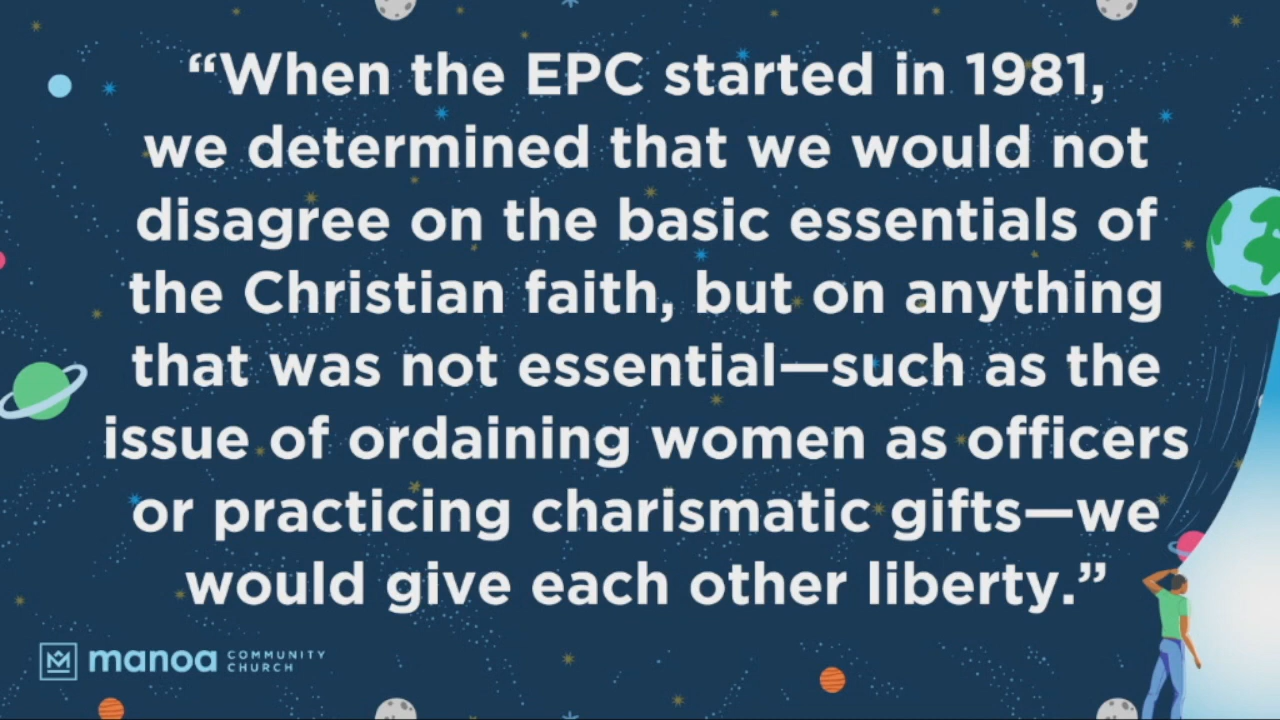 “When the EPC started in 1981,
we determined that we would not
disagree on the basic essentials of
the Christian faith, but on anything
that was not essential—such as the
issue of ordaining women as officers
or practicing charismatic gifts—we
would give each other liberty.”
manoa COMMUNITY
CHURCH